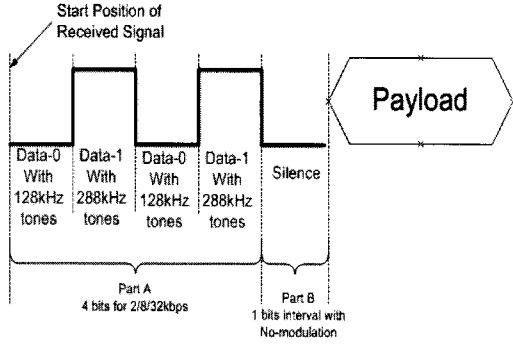 Start Position of
Received Signal
Payload
Data-0
With
128kHz
tones
Data-1
With
288kHz
tones
Data-0
With
128kHz
tones
Data-1
With
288kHz
tones
Silence
Part A
4 bits for 2/8/32kbps
Part B
1 bits interval with
No-modulation